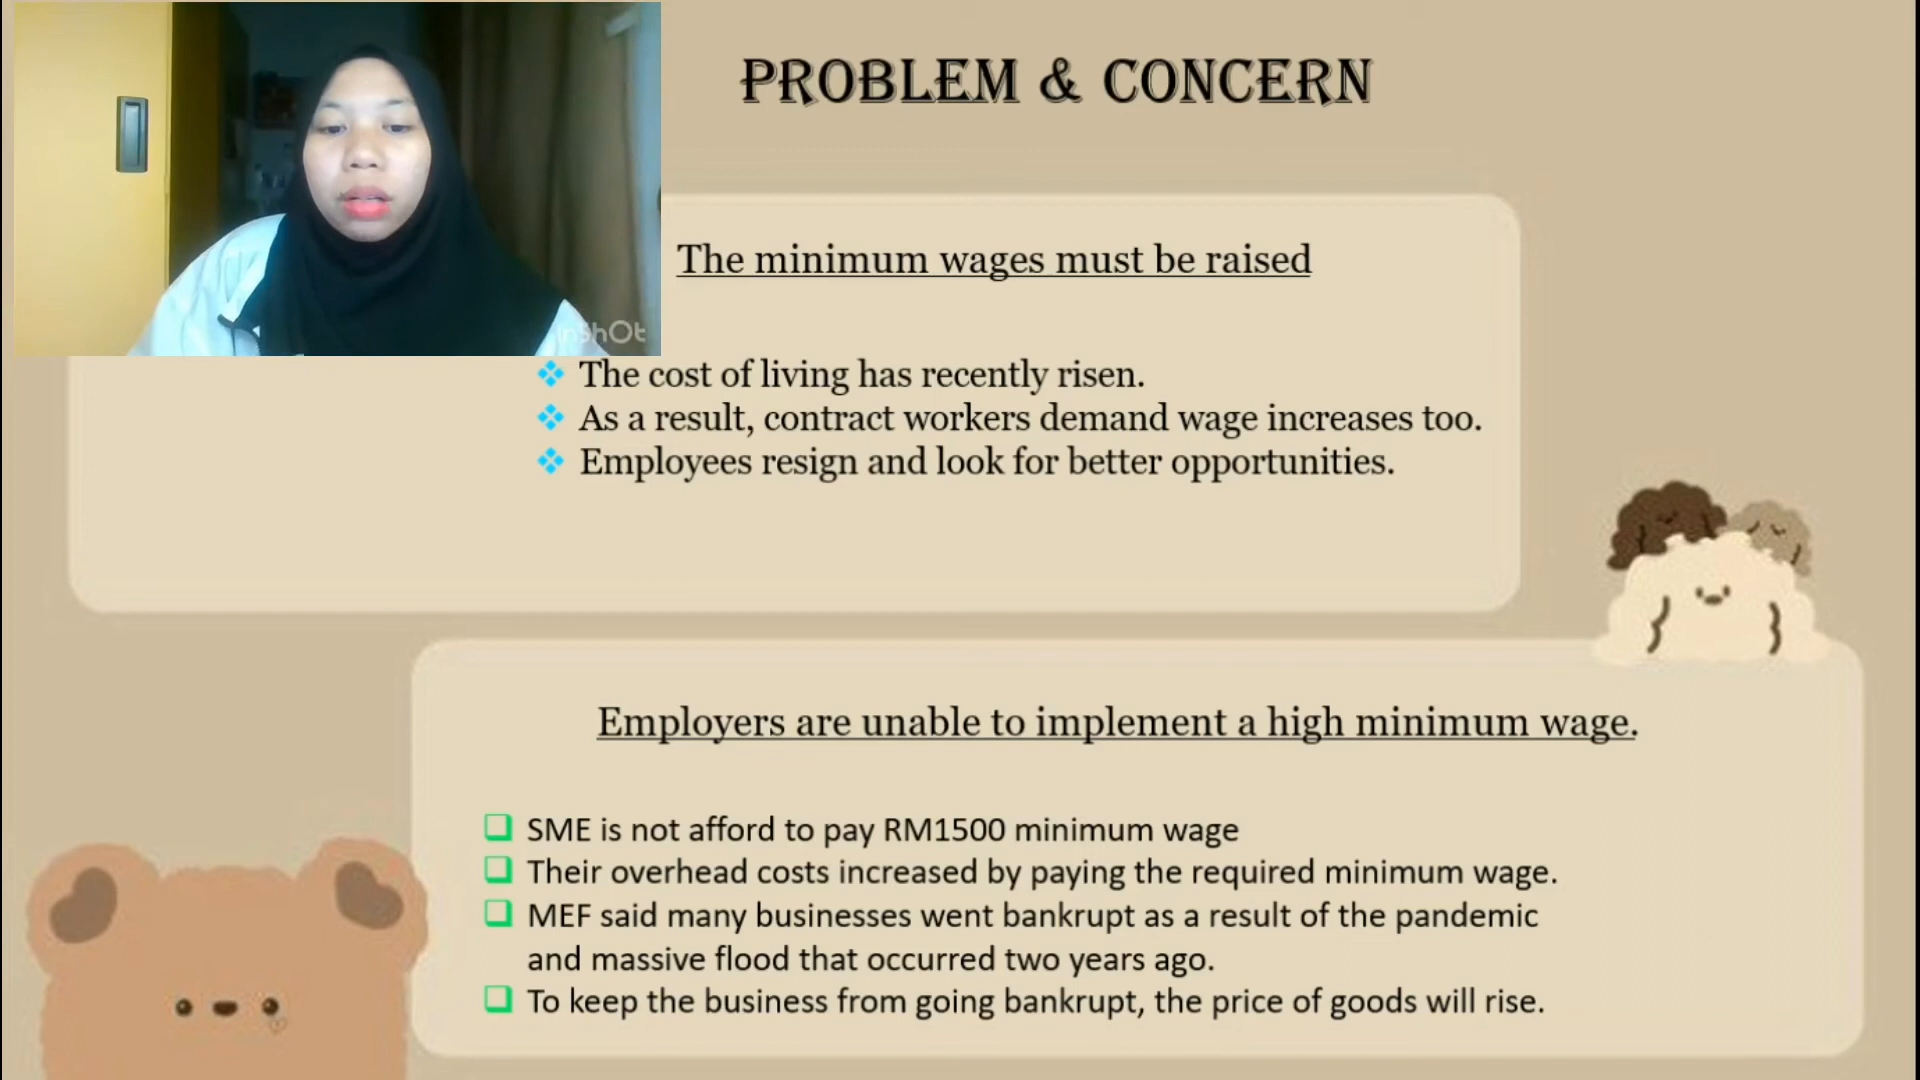 PROBLEM & CONCERN
InShOt
The minimum wages must be raised
The cost of living has recently risen.
As a result, contract workers demand wage increases too.
Employees resign and look for better opportunities.
Employers are unable to implement a high minimum wage.
SME is not afford to pay RM1500 minimum wage
Their overhead costs increased by paying the required minimum wage.
MEF said many businesses went bankrupt as a result of the pandemic
and massive flood that occurred two years ago.
To keep the business from going bankrupt, the price of goods will rise.